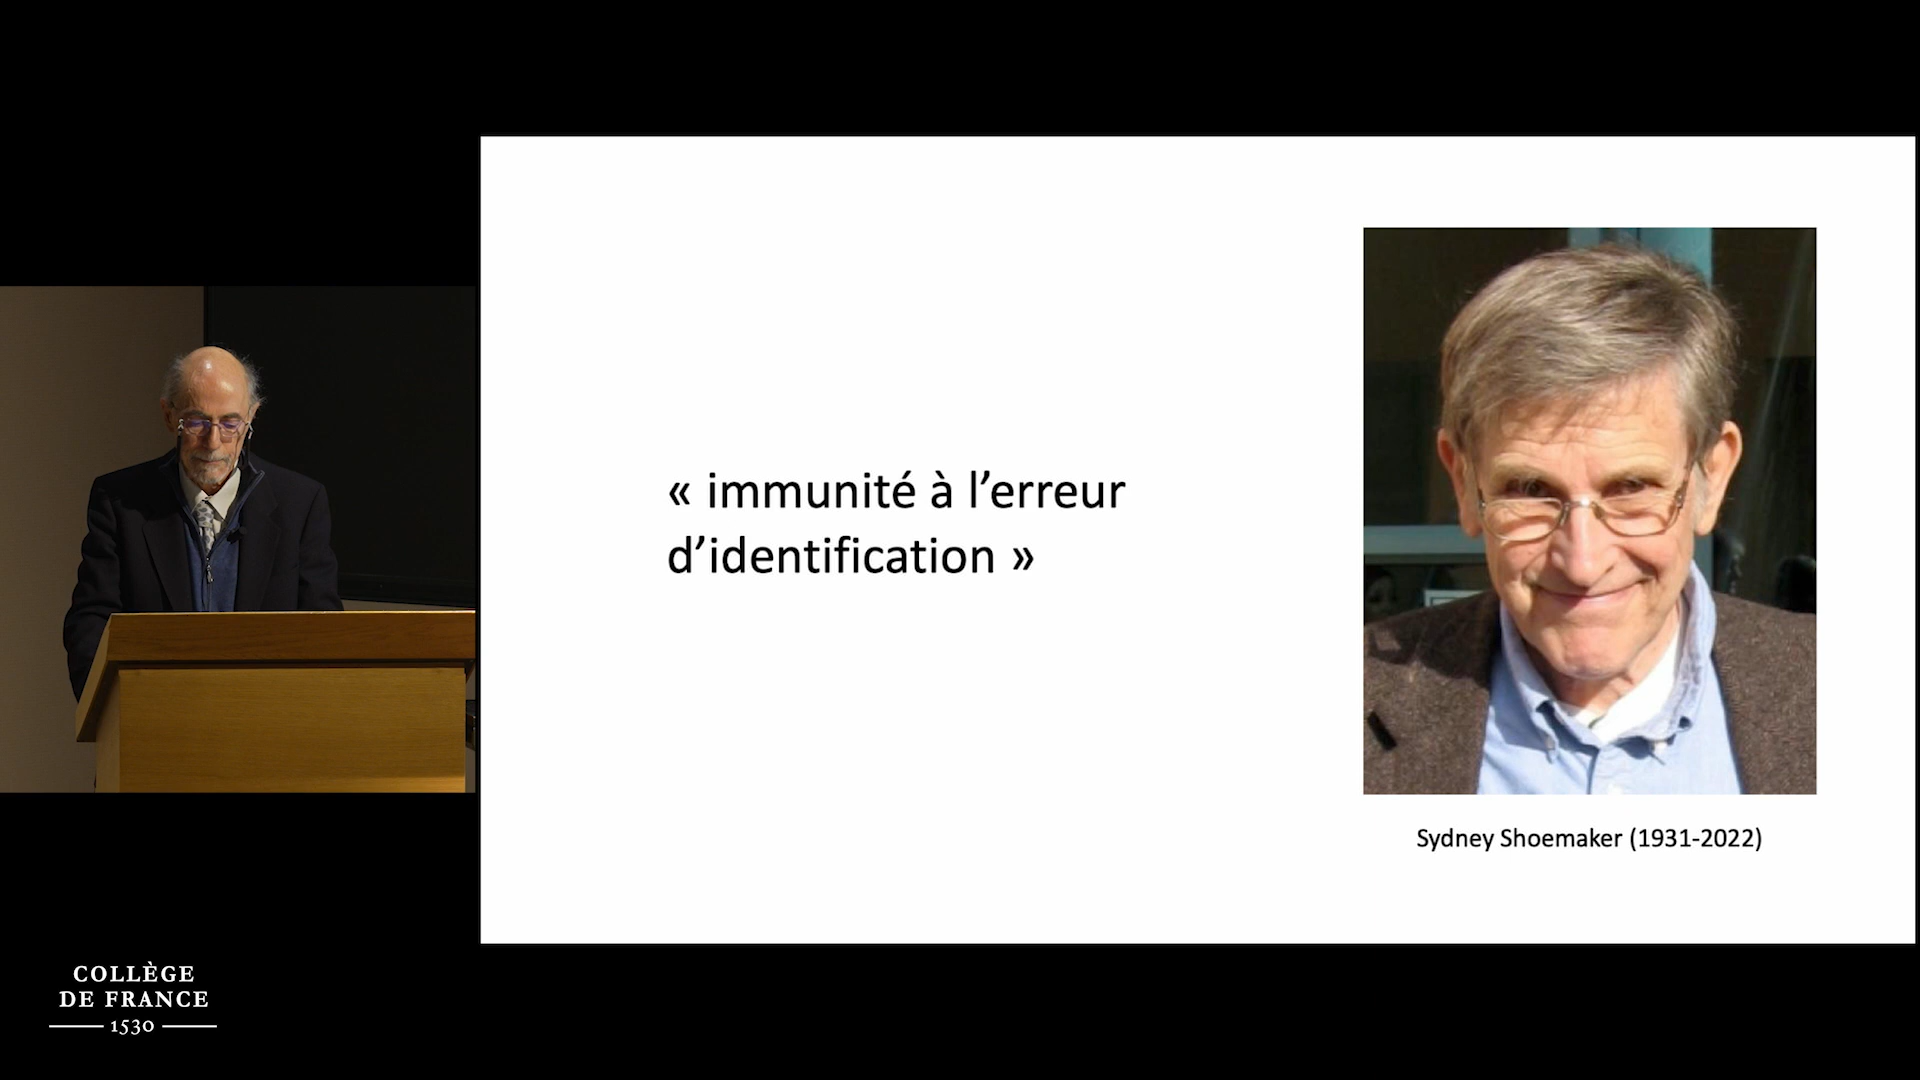 « immunité à l’erreur
d’identification »
Sydney Shoemaker (1931-2022)
COLLÈGE
DE FRANCE
1530